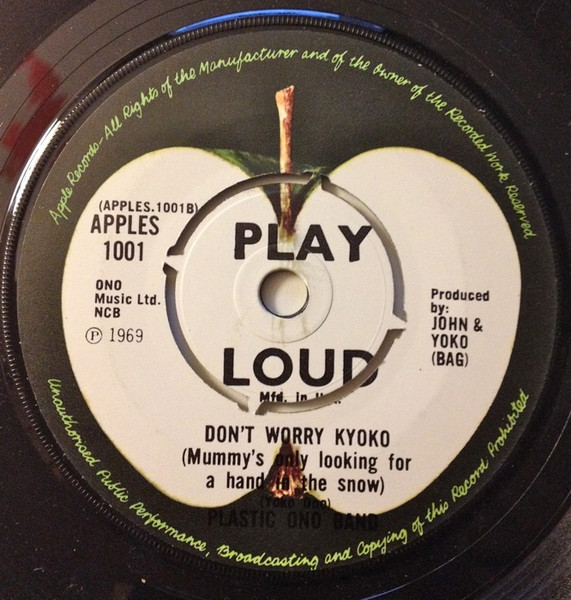 Apple Records-All Rights of the Manufacturer and of the Owner of the Recorded Work Reserved
(APPLES.1001B)
APPLES
1001
PLAY
ONO
Music Ltd.
NCB
Ⓟ 1969
Produced
by:
JOHN &
YOKO
(BAG)
LOUD
Mfd. in
DON'T WORRY KYOKO
(Mummy's only looking for
a hand in the snow)
(Yoko Ono)
PLASTIC ONO BAND
Unauthorised Public Performance, Broadcasting and Copying of this Record Prohibited